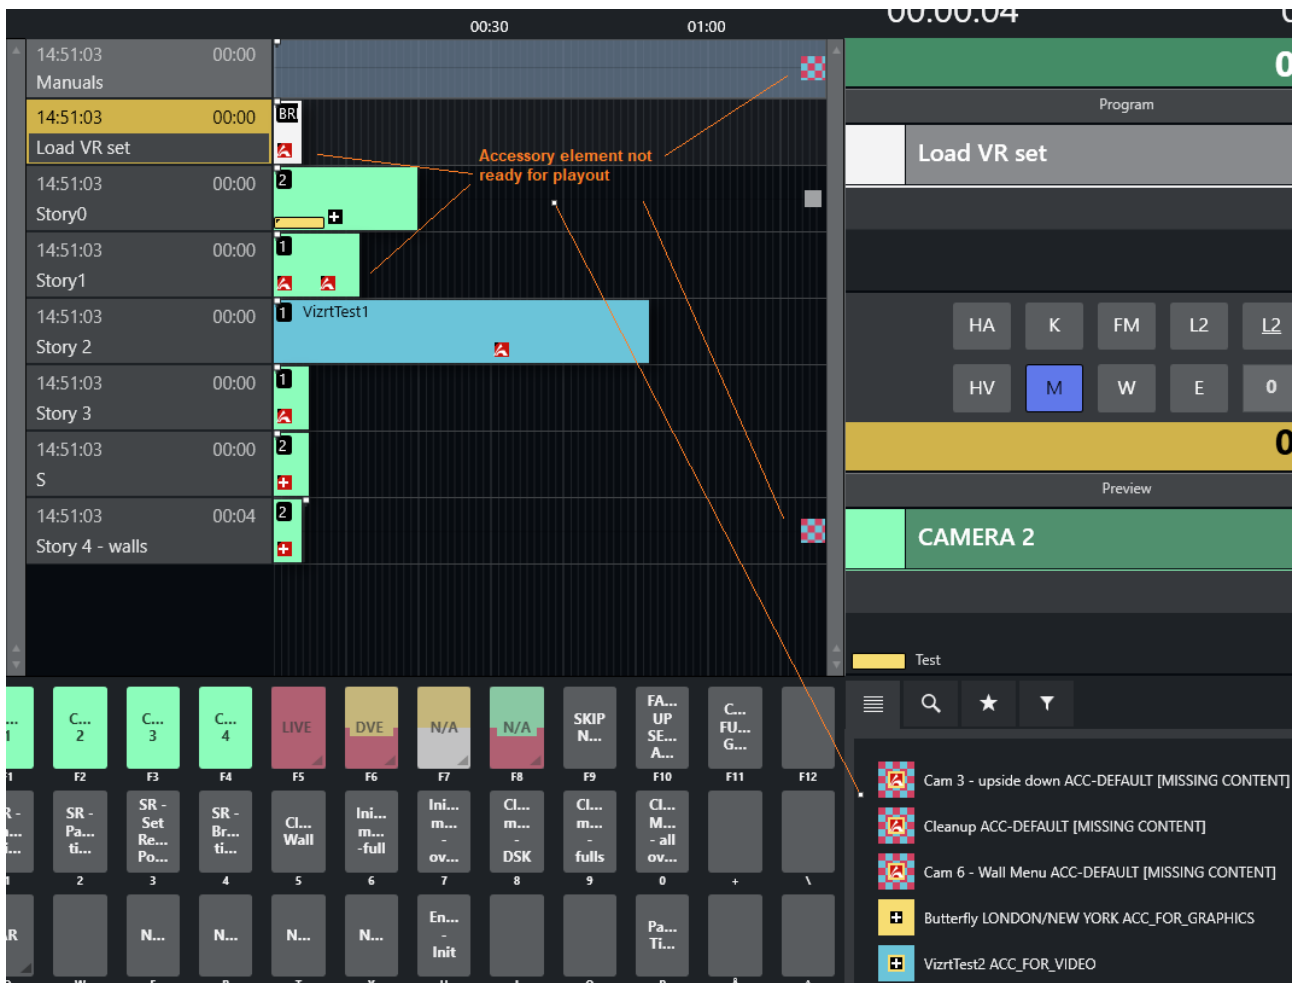 00:30
01:00
00:00:04
14:51:03 00:00
Manuals
14:51:03 00:00
Load VR set
BR
14:51:03 00:00
Story0
2
14:51:03 00:00
Story1
1
14:51:03 00:00
Story 2
1 VizrtTest1
14:51:03 00:00
Story 3
1
14:51:03 00:00
S
2
14:51:03 00:04
Story 4 - walls
2
Accessory element not
ready for playout
0
Program
Load VR set
HA K FM L2 L2
HV M W E 0
0
Preview
CAMERA 2
Test
C...
2
C...
3
C...
4
LIVE
DVE
N/A
N/A
SKIP
N...
FA...
UP
SE...
A...
C...
FU...
G...
F2 F3 F4 F5 F6 F7 F8 F9 F10 F11 F12
SR -
Pa...
ti...
SR -
Set
Re...
Po...
SR -
Br...
ti...
Cl...
Wall
Ini...
m...
-full
Ini...
m...
-
ov...
Cl...
m...
-
DSK
Cl...
m...
-
fulls
Cl...
M...
- all
ov...
2 3 4 5 6 7 8 9 0 + \
N...
N...
N...
N...
En...
-
Init
Pa...
Ti...
Cam 3 - upside down ACC-DEFAULT [MISSING CONTENT]
Cleanup ACC-DEFAULT [MISSING CONTENT]
Cam 6 - Wall Menu ACC-DEFAULT [MISSING CONTENT]
Butterfly LONDON/NEW YORK ACC_FOR_GRAPHICS
VizrtTest2 ACC_FOR_VIDEO